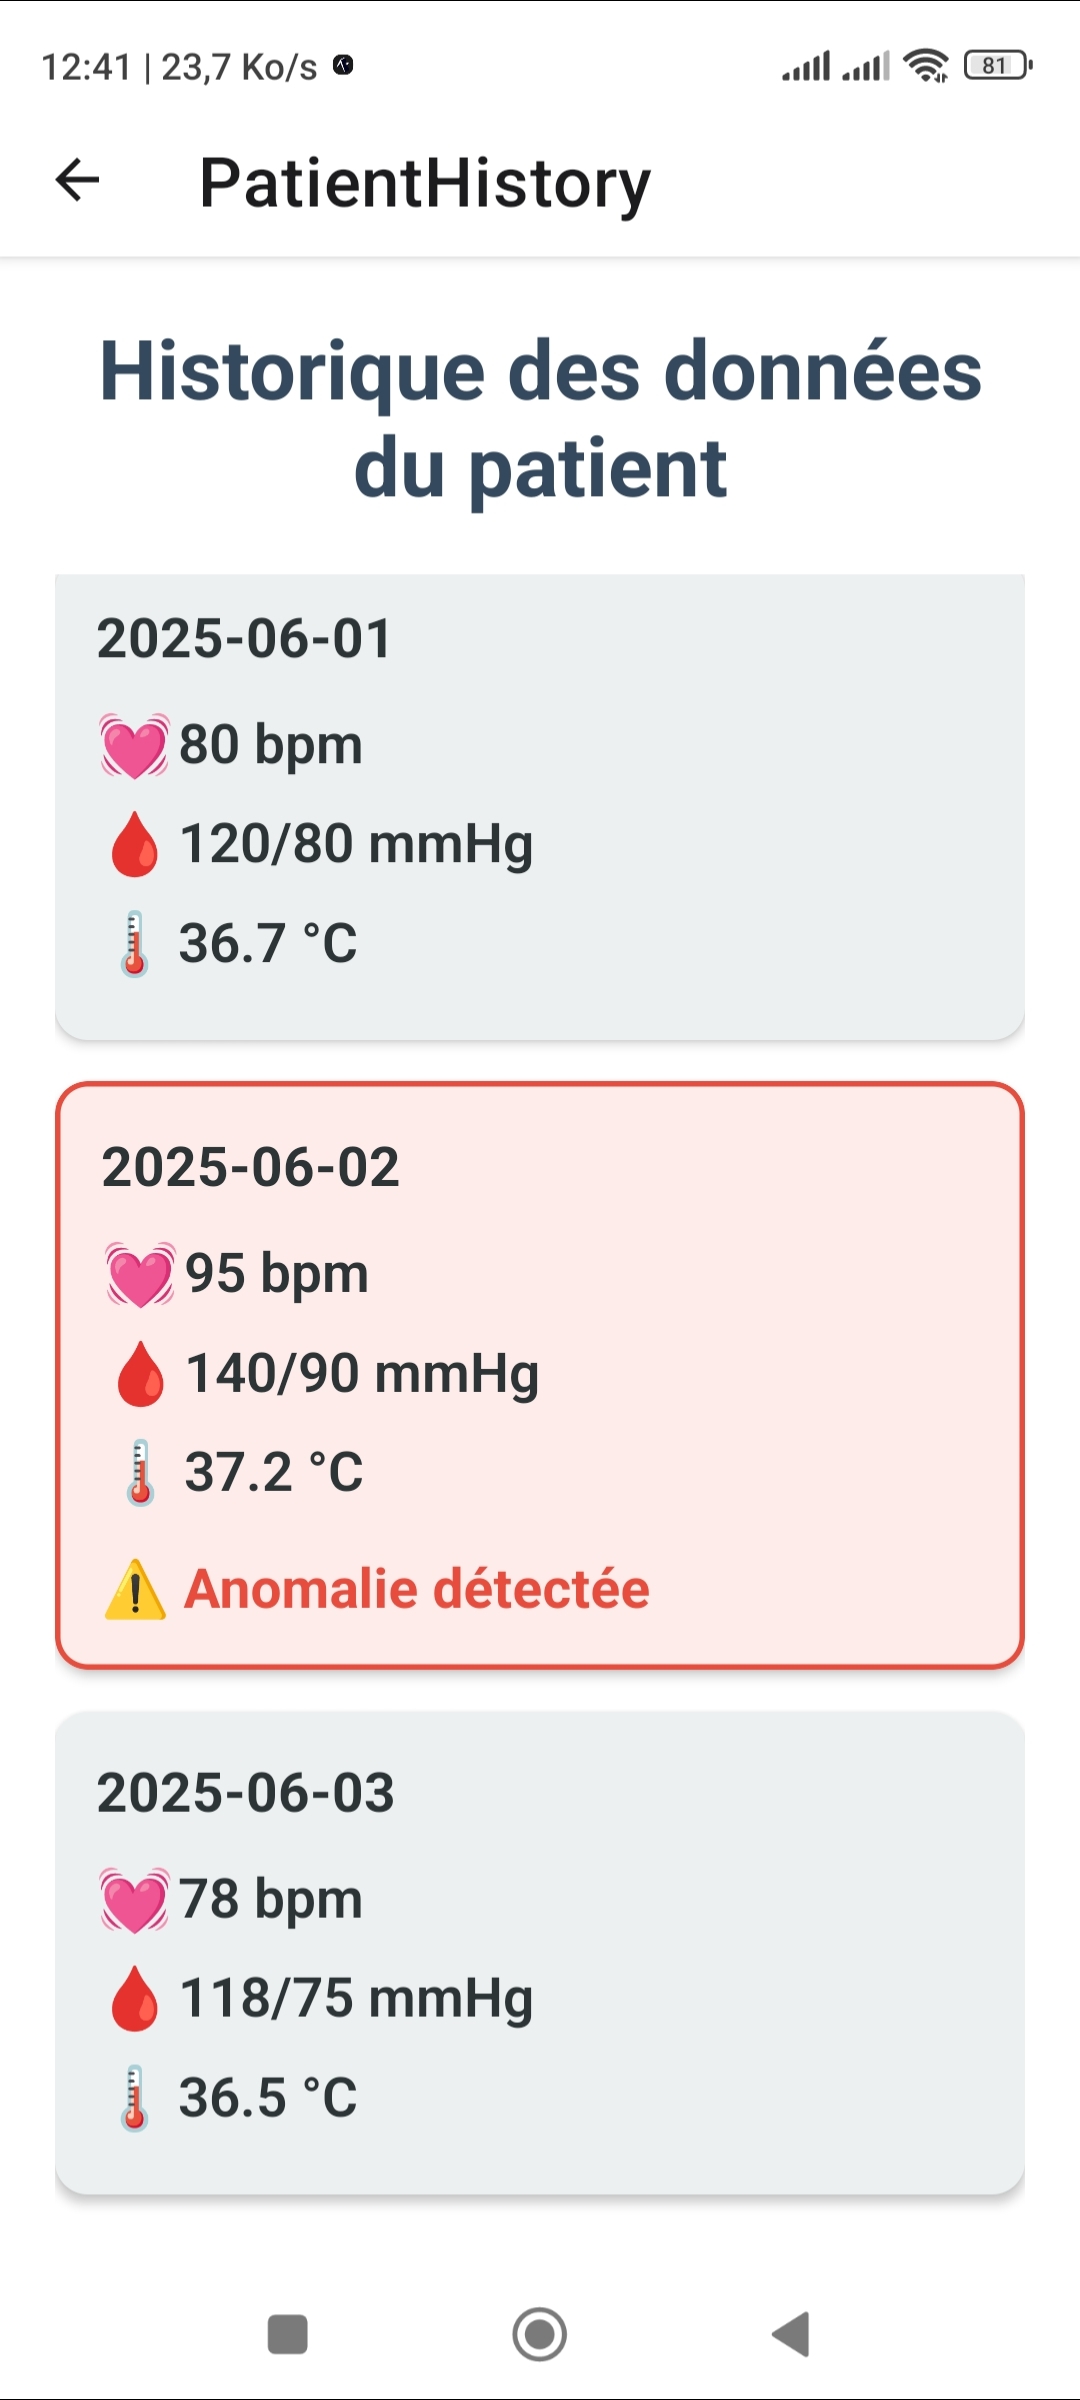 12:41 | 23,7 Ko/s
81
PatientHistory
Historique des données
du patient
2025-06-01
80 bpm
120/80 mmHg
36.7 °C
2025-06-02
95 bpm
140/90 mmHg
37.2 °C
Anomalie détectée
2025-06-03
78 bpm
118/75 mmHg
36.5 °C